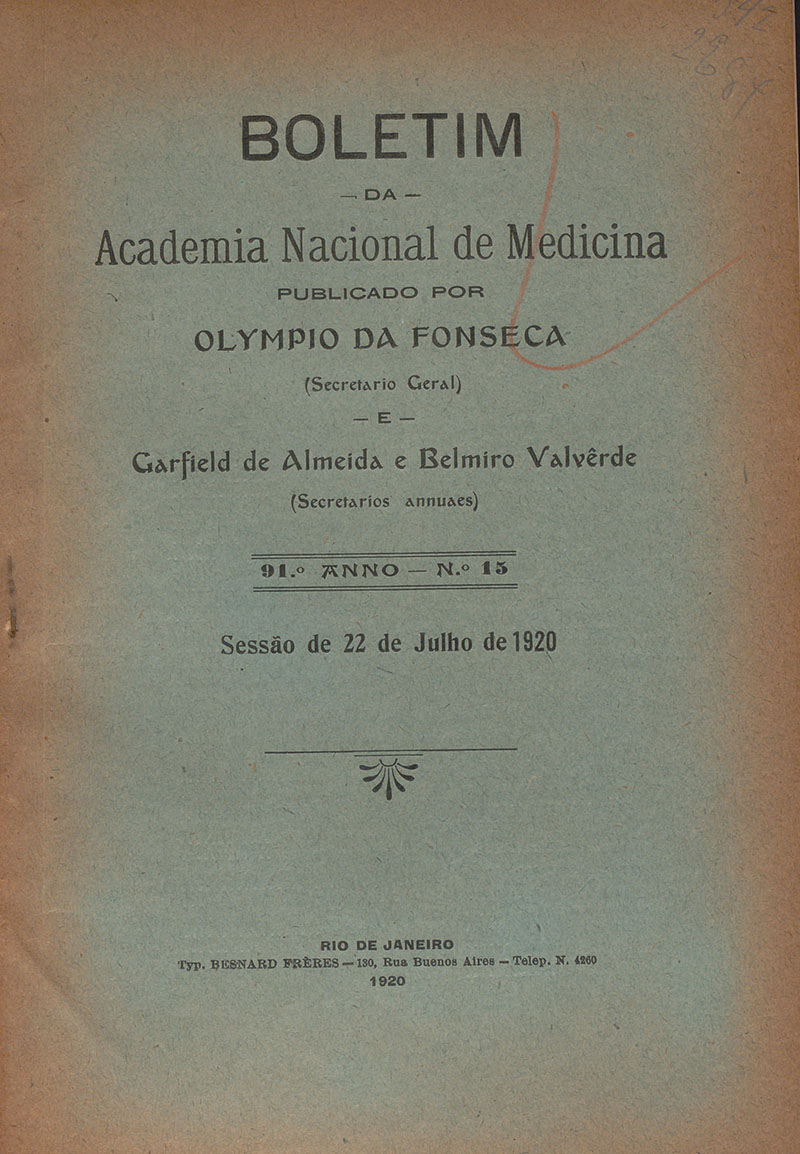 BOLETIM
— DA —
Academia Nacional de Medicina
PUBLICADO POR
OLYMPIO DA FONSECA
(Secretario Geral)
— E —
Garfield de Almeida e Belmiro Valvêrde
(Secretarios annuaes)
91.º ANNO — N.º 15
Sessão de 22 de Julho de 1920
RIO DE JANEIRO
Typ. BESNARD FRÈRES — 130, Rua Buenos Aires — Telep. N. 4260
1920